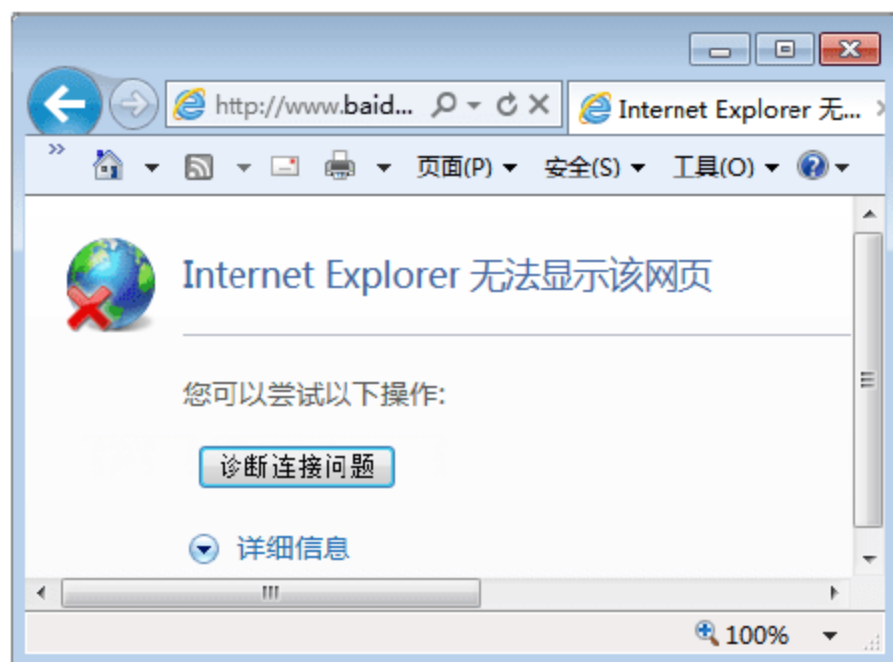 http://www.baid...
Internet Explorer 无...
页面(P)
安全(S)
工具(O)
Internet Explorer 无法显示该网页
您可以尝试以下操作:
诊断连接问题
详细信息
100%